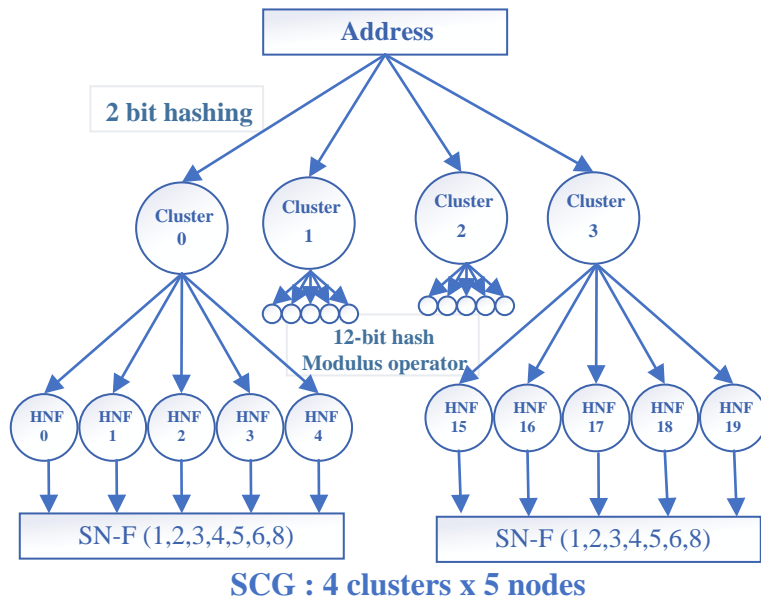 Address
2 bit hashing
Cluster
0
Cluster
1
Cluster
2
Cluster
3
12-bit hash
Modulus operator
HNF
0
HNF
1
HNF
2
HNF
3
HNF
4
HNF
15
HNF
16
HNF
17
HNF
18
HNF
19
SN-F (1,2,3,4,5,6,8)
SN-F (1,2,3,4,5,6,8)
SCG : 4 clusters x 5 nodes